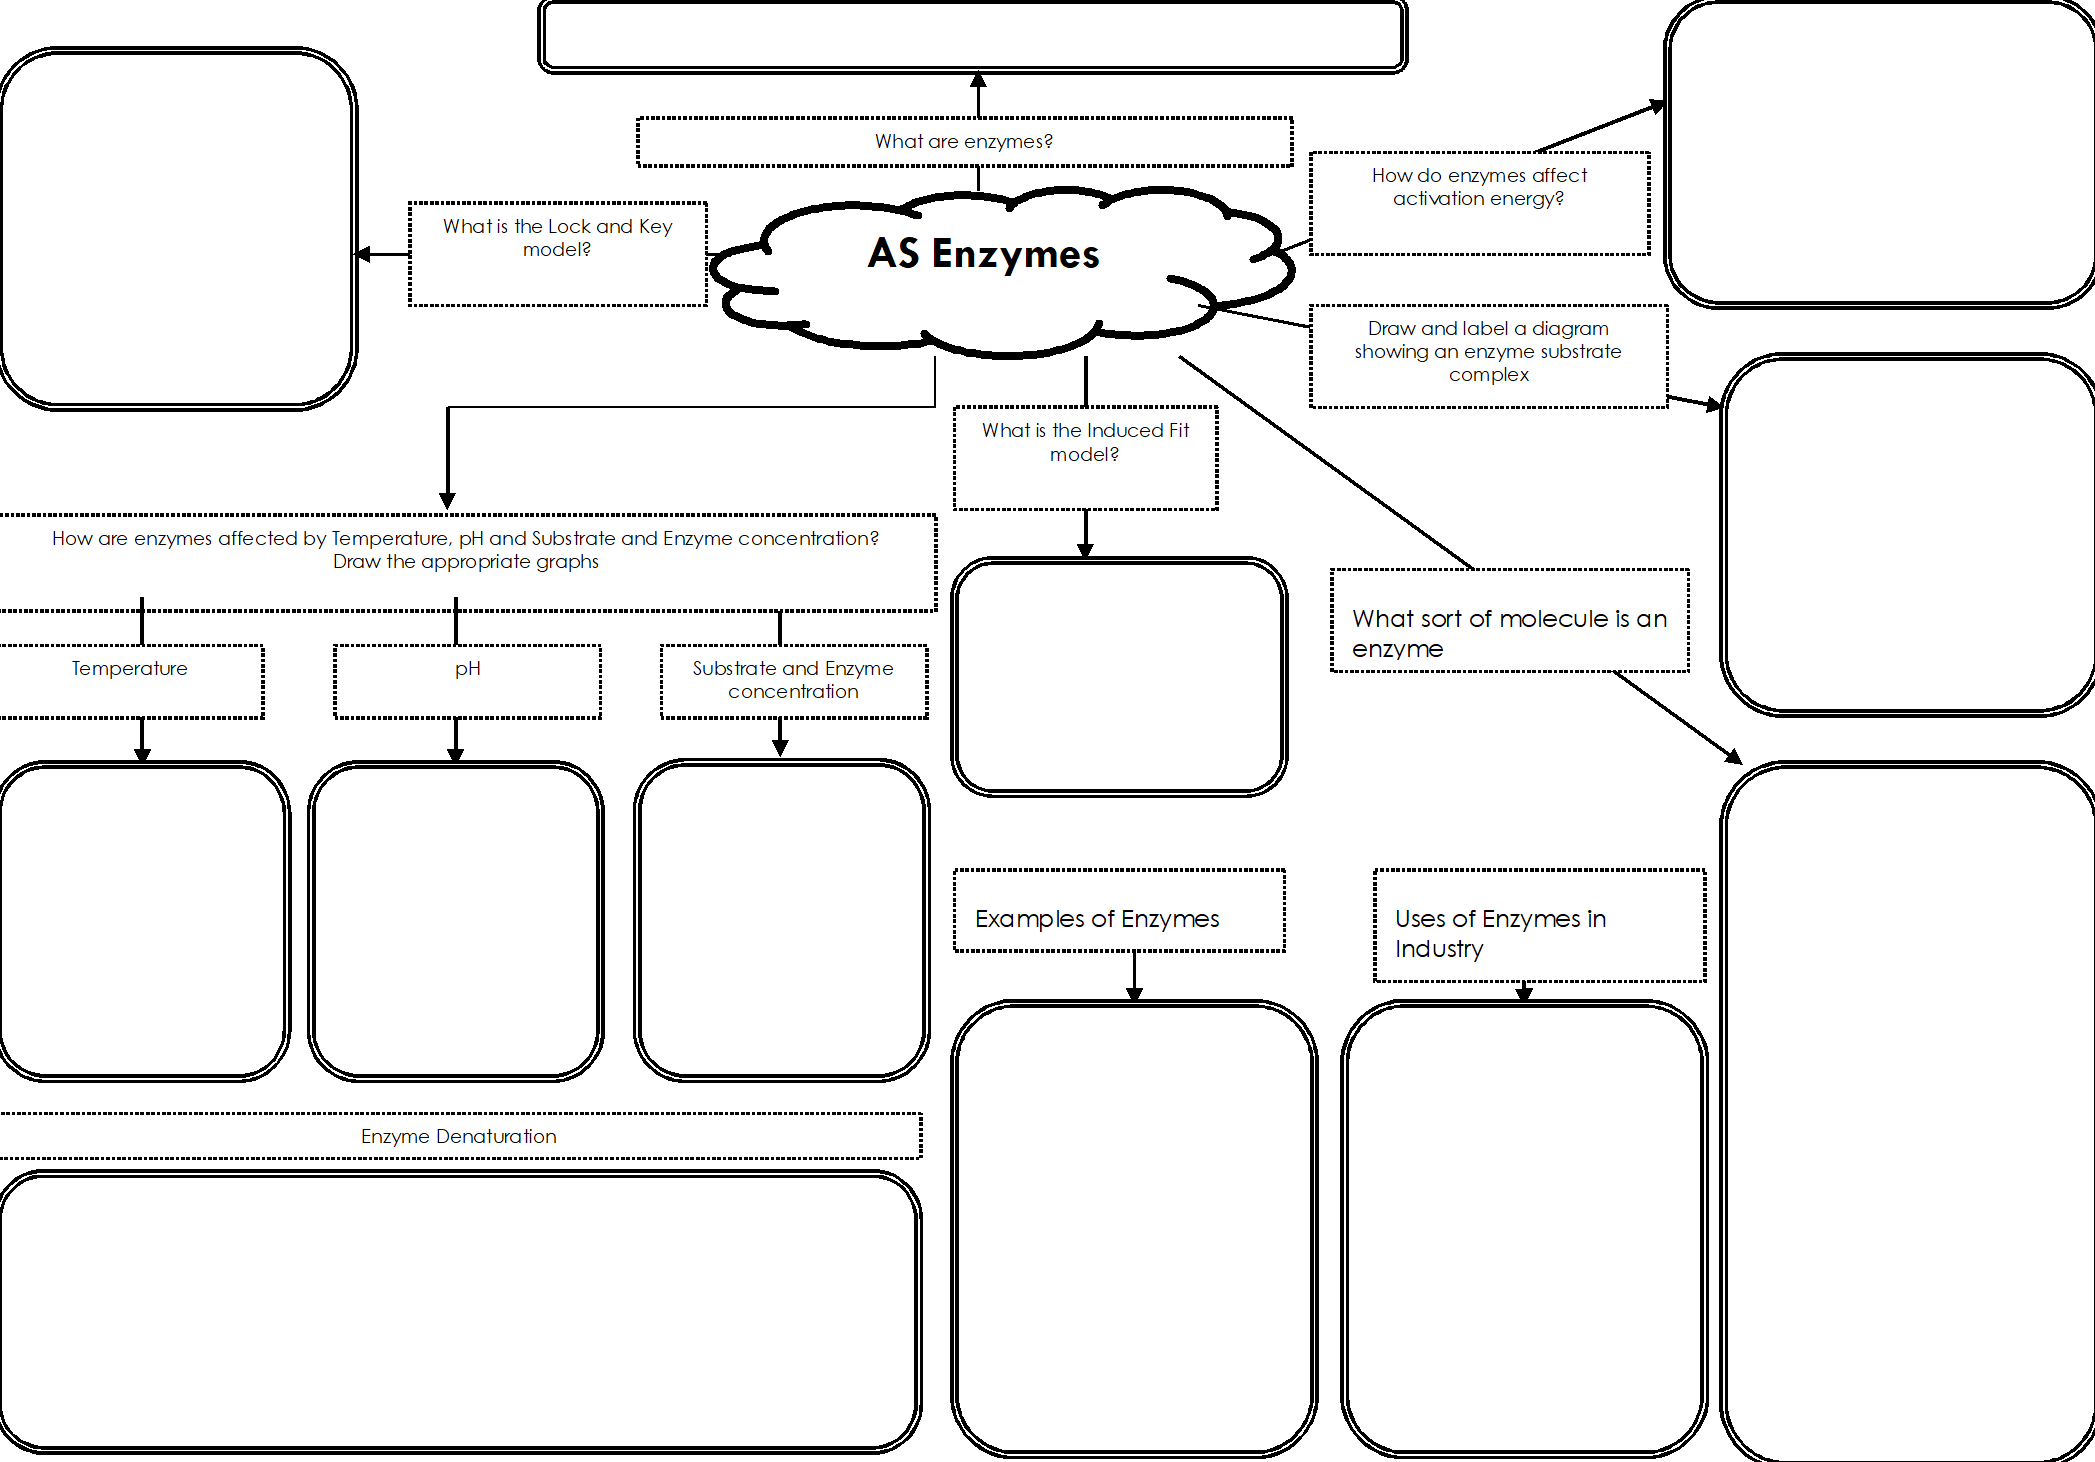 What are enzymes?
How do enzymes affect
activation energy?
What is the Lock and Key
model?
AS Enzymes
Draw and label a diagram
showing an enzyme substrate
complex
What is the Induced Fit
model?
How are enzymes affected by Temperature, pH and Substrate and Enzyme concentration?
Draw the appropriate graphs
What sort of molecule is an
enzyme
Temperature
pH
Substrate and Enzyme
concentration
Examples of Enzymes
Uses of Enzymes in
Industry
Enzyme Denaturation